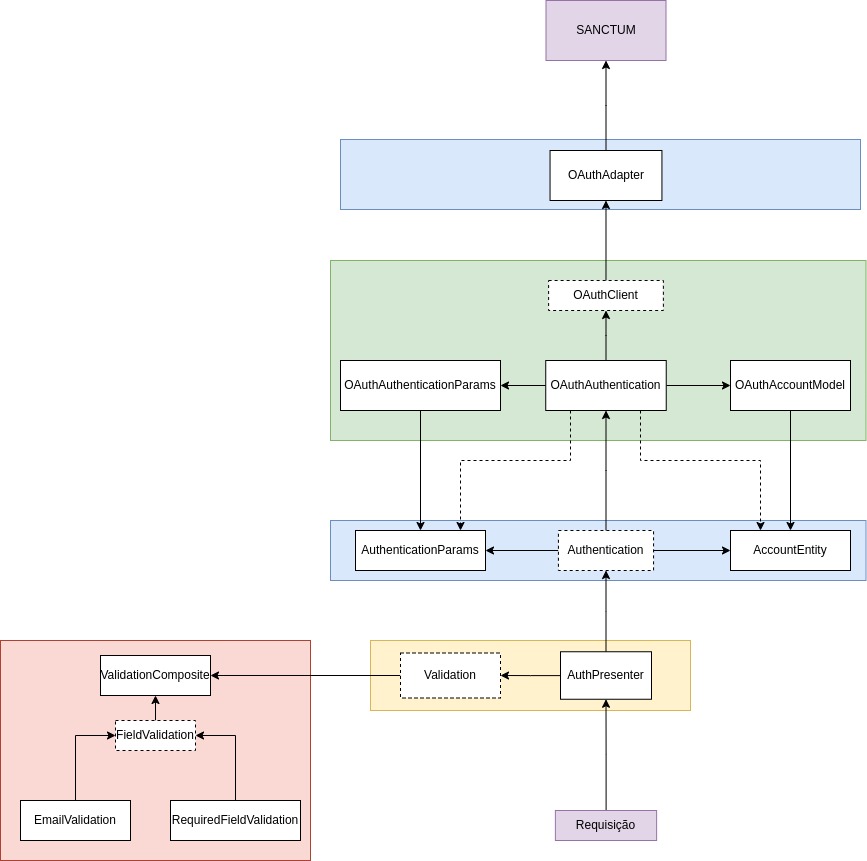 SANCTUM
OAuthAdapter
OAuthClient
OAuthAuthenticationParams
OAuthAuthentication
OAuthAccountModel
AuthenticationParams
Authentication
AccountEntity
ValidationComposite
Validation
AuthPresenter
FieldValidation
EmailValidation
RequiredFieldValidation
Requisição